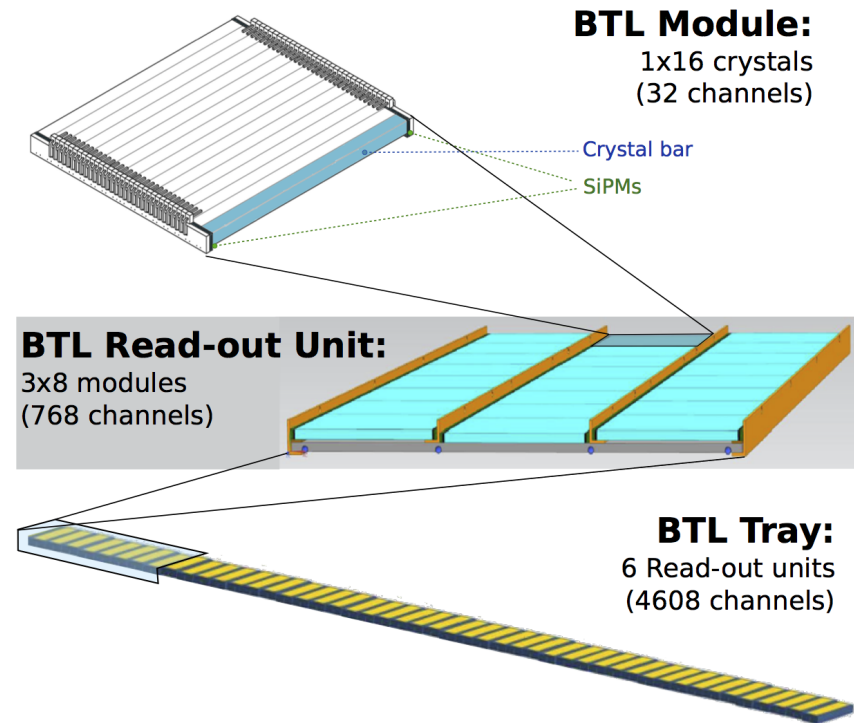 BTL Module:
1x16 crystals
(32 channels)
Crystal bar
SiPMs
BTL Read-out Unit:
3x8 modules
(768 channels)
BTL Tray:
6 Read-out units
(4608 channels)